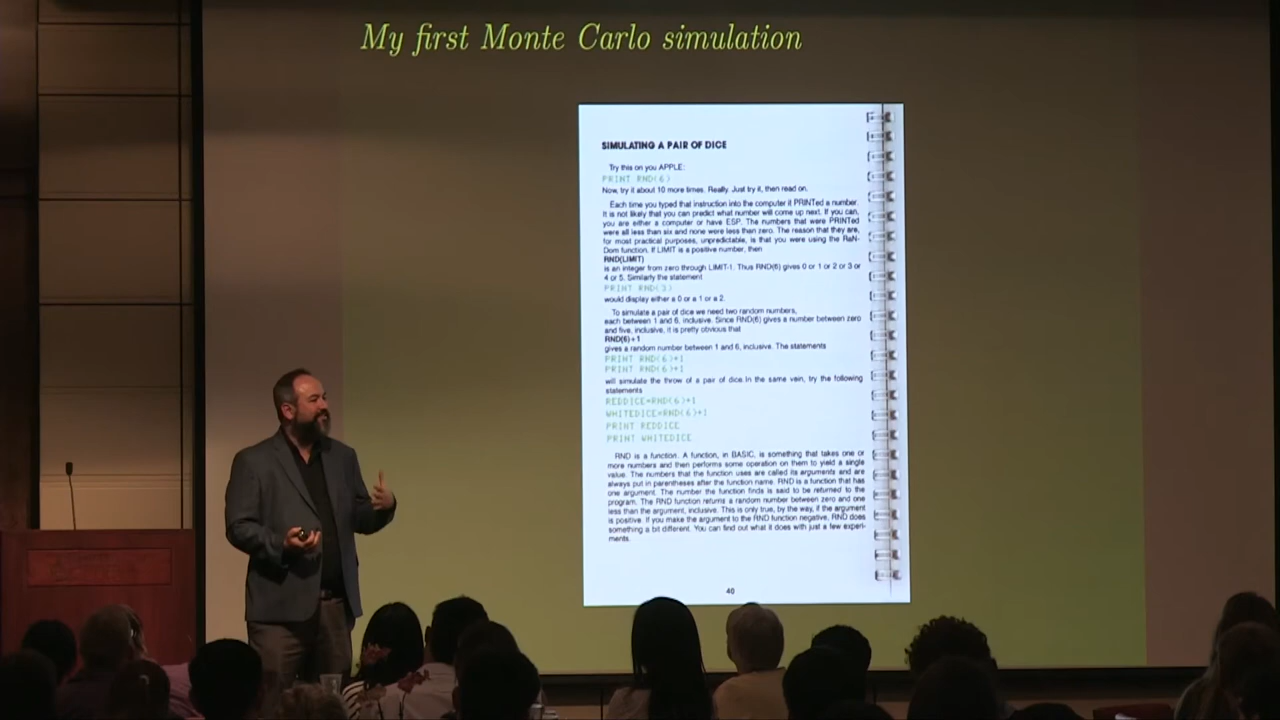 My first Monte Carlo simulation
SIMULATING A PAIR OF DICE
Try this on you APPLE:
PRINT RND(6)
Now, try it about 10 more times. Really. Just try it, then read on.
Each time you typed that instruction into the computer it PRINTed a number.
It is not likely that you can predict what number will come up next. If you can,
you are either a computer or have ESP. The numbers that were PRINTed
were all less than six and none were less than zero. The reason that they are,
for most practical purposes, unpredictable, is that you were using the RaN-
Dom function. If LIMIT is a positive number, then
RND(LIMIT)
is an integer from zero through LIMIT-1. Thus RND(6) gives 0 or 1 or 2 or 3 or
4 or 5. Similarly the statement
PRINT RND(3)
would display either a 0 or a 1 or a 2.
To simulate a pair of dice we need two random numbers,
each between 1 and 6, inclusive. Since RND(6) gives a number between zero
and five, inclusive, it is pretty obvious that
RND(6)+1
gives a random number between 1 and 6, inclusive. The statements
PRINT RND(6)+1
PRINT RND(6)+1
will simulate the throw of a pair of dice.In the same vein, try the following
statements
REDDICE=RND(6)+1
WHITEDICE=RND(6)+1
PRINT REDDICE
PRINT WHITEDICE
RND is a function. A function, in BASIC, is something that takes one or
more numbers and then performs some operation on them to yield a single
value. The numbers that the function uses are called its arguments and are
always put in parentheses after the function name. RND is a function that has
one argument. The number the function finds is said to be returned to the
program. The RND function returns a random number between zero and one
less than the argument, inclusive. This is only true, by the way, if the argument
is positive. If you make the argument to the RND function negative, RND does
something a bit different. You can find out what it does with just a few experi-
ments.
40